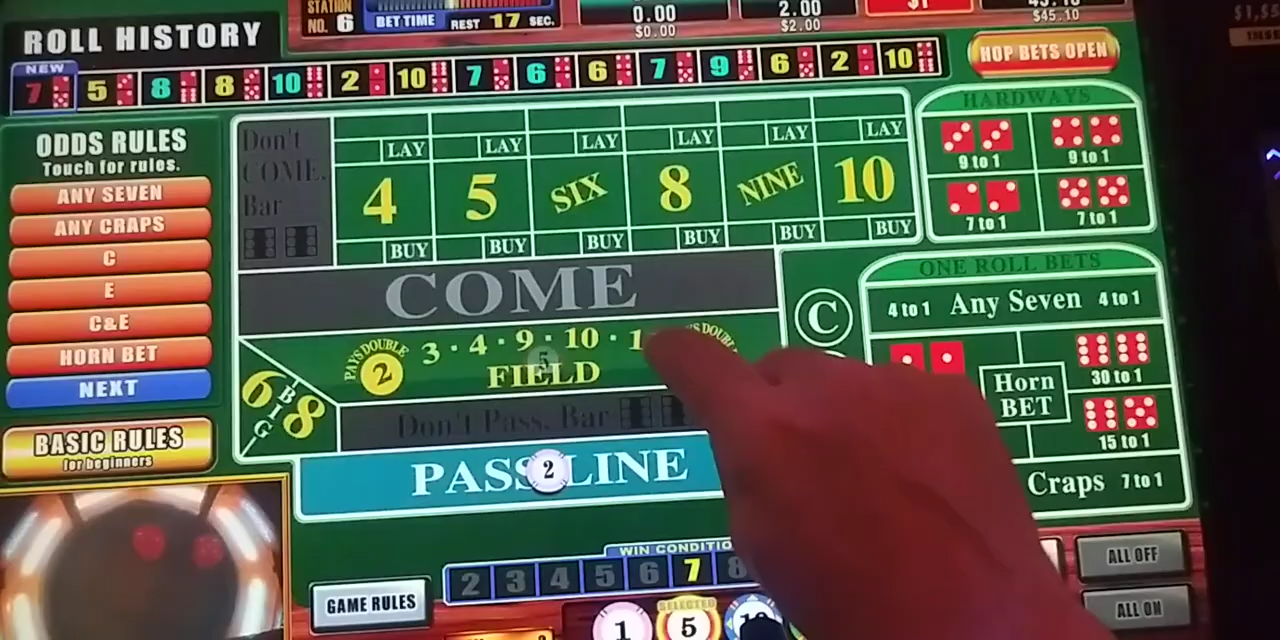 STATION
NO. 6
BET TIME REST 17 SEC.
0.00
$0.00
2.00
$2.00
$1
$45.10
ROLL HISTORY
NEW
7 5 8 8 10 2 10 7 6 6 7 9 6 2 10
HOP BETS OPEN
ODDS RULES
Touch for rules.
ANY SEVEN
ANY CRAPS
C
E
C&E
HORN BET
NEXT
BASIC RULES
for beginners
Don't
COME.
Bar
LAY LAY LAY LAY LAY LAY
4 5 SIX 8 NINE 10
BUY BUY BUY BUY BUY BUY
HARDWAYS
9 to 1 9 to 1
7 to 1 7 to 1
COME
C
PAYS DOUBLE
2
3 · 4 · 9 · 10 ·
5
FIELD
6 BIG 8
Don't Pass. Bar
PASS LINE
2
ONE ROLL BETS
4 to 1 Any Seven 4 to 1
Horn
BET
30 to 1
15 to 1
Craps 7 to 1
WIN
2 3 4 5 6 7 8
GAME RULES
1
SELECTED
5
10
ALL OFF
ALL ON